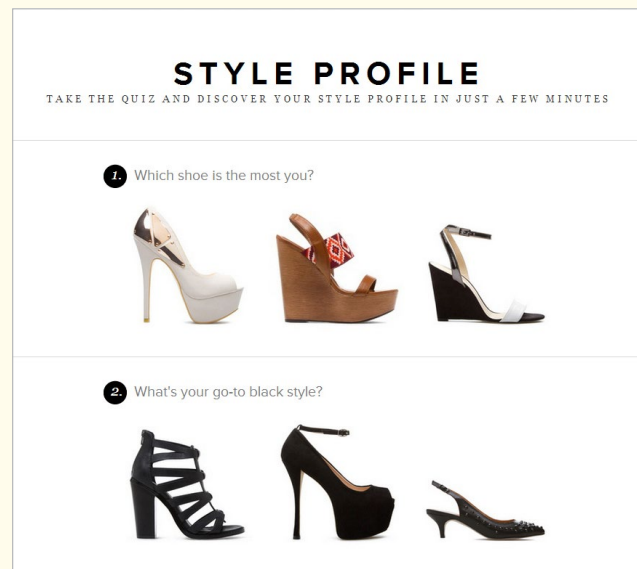 STYLE PROFILE
TAKE THE QUIZ AND DISCOVER YOUR STYLE PROFILE IN JUST A FEW MINUTES
1. Which shoe is the most you?
2. What's your go-to black style?